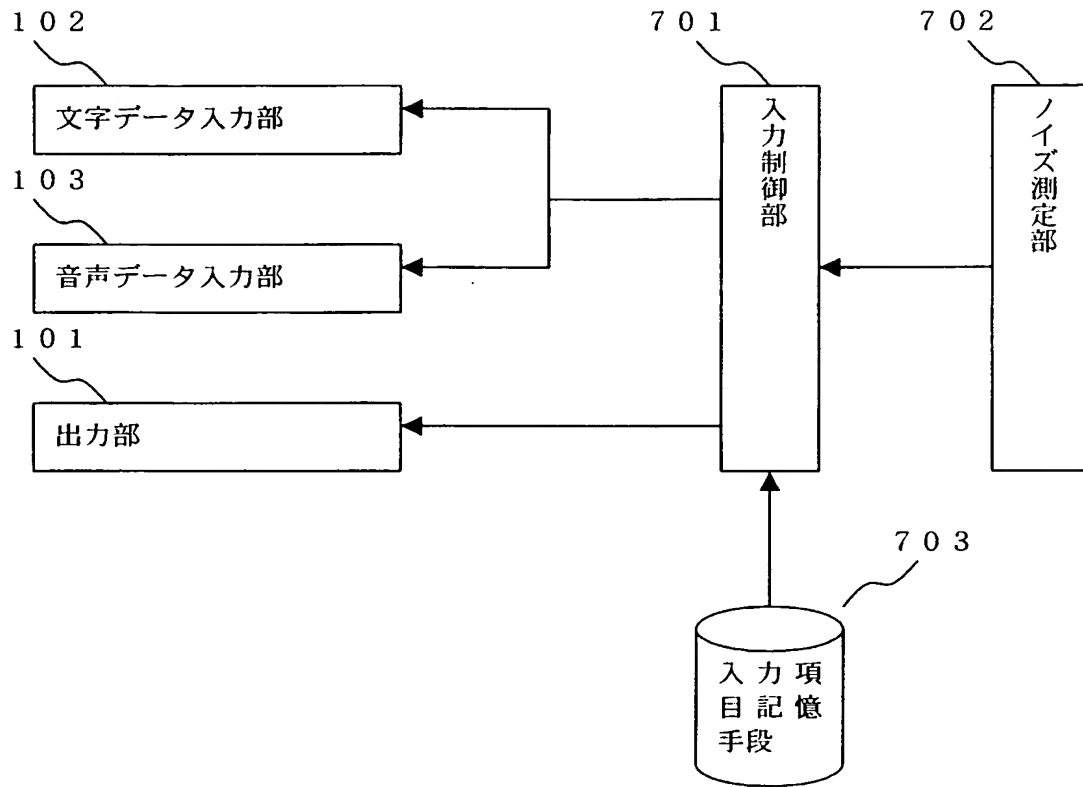 １０２
７０１
７０２
文字データ入力部
入力制御部
ノイズ測定部
１０３
音声データ入力部
１０１
出力部
７０３
入力項
目記憶
手段